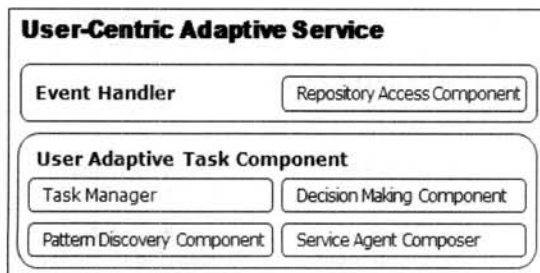 User-Centric Adaptive Service
Event Handler
Repository Access Component
User Adaptive Task Component
Task Manager
Decision Making Component
Pattern Discovery Component
Service Agent Composer